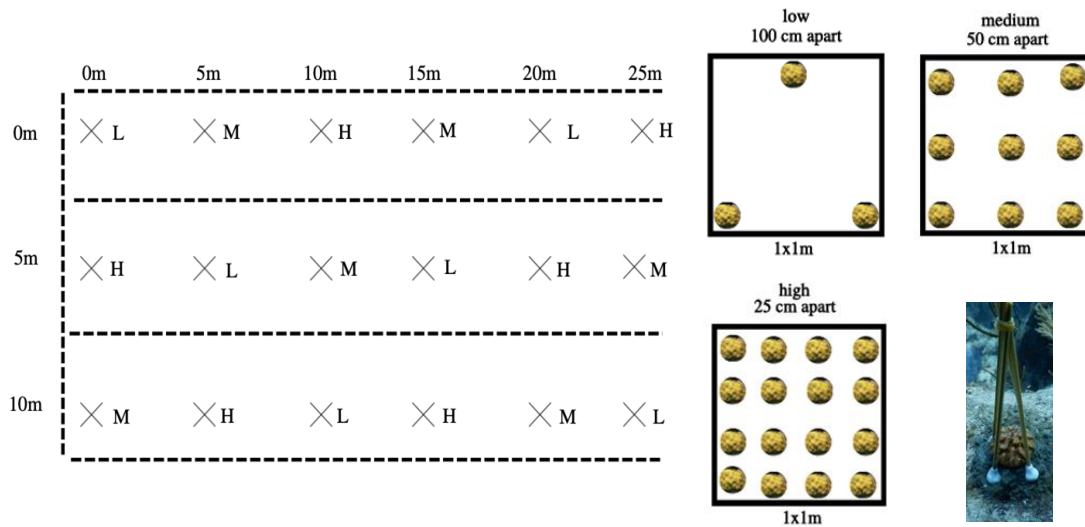 0m 5m 10m 15m 20m 25m
0m L M H M L H
5m H L M L H M
10m M H L H M L
low
100 cm apart
1x1m
medium
50 cm apart
1x1m
high
25 cm apart
1x1m